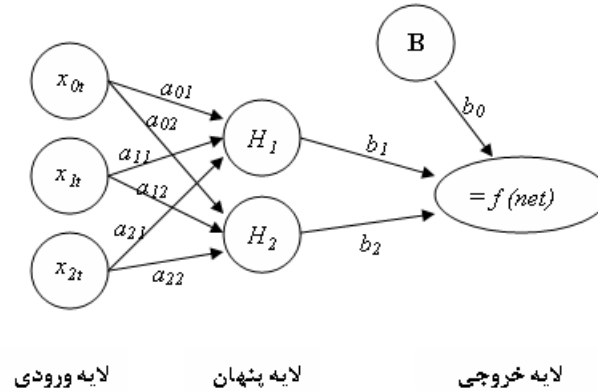 B
x0t
a01
a02
b0
H1
b1
x1t
a11
a12
= f (net)
a21
H2
b2
x2t
a22
لایه ورودی
لایه پنهان
لایه خروجی